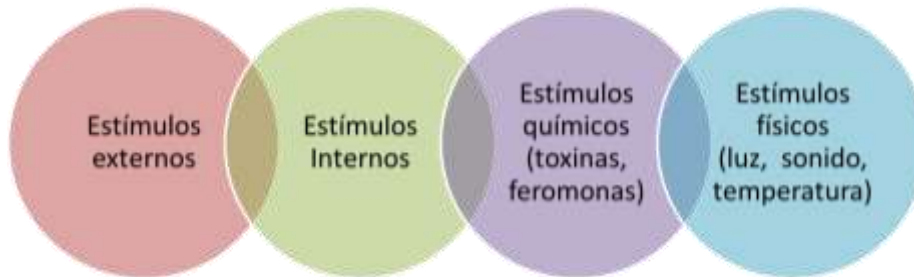 Estímulos
externos
Estímulos
Internos
Estímulos
químicos
(toxinas,
feromonas)
Estímulos
físicos
(luz, sonido,
temperatura)